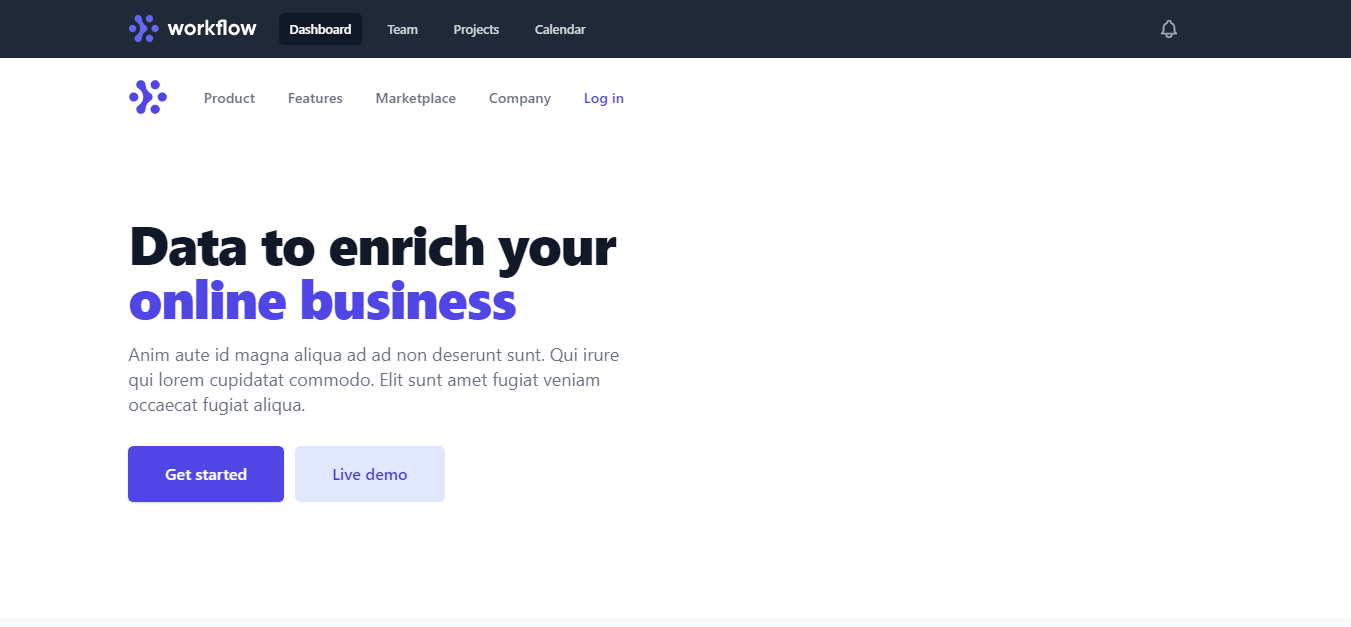 workflow Dashboard Team Projects Calendar
Product Features Marketplace Company Log in
Data to enrich your
online business
Anim aute id magna aliqua ad ad non deserunt sunt. Qui irure
qui lorem cupidatat commodo. Elit sunt amet fugiat veniam
occaecat fugiat aliqua.
Get started Live demo